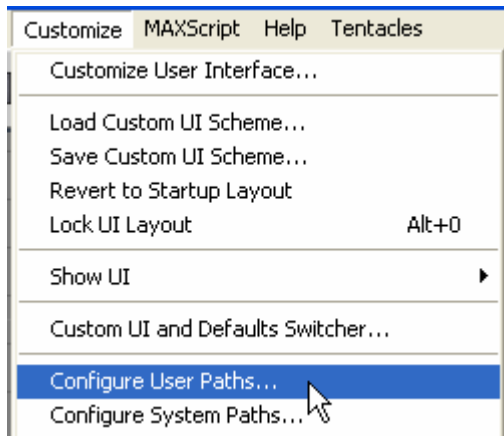 Customize MAXScript Help Tentacles
Customize User Interface...
Load Custom UI Scheme...
Save Custom UI Scheme...
Revert to Startup Layout
Lock UI Layout Alt+0
Show UI
Custom UI and Defaults Switcher...
Configure User Paths...
Configure System Paths...